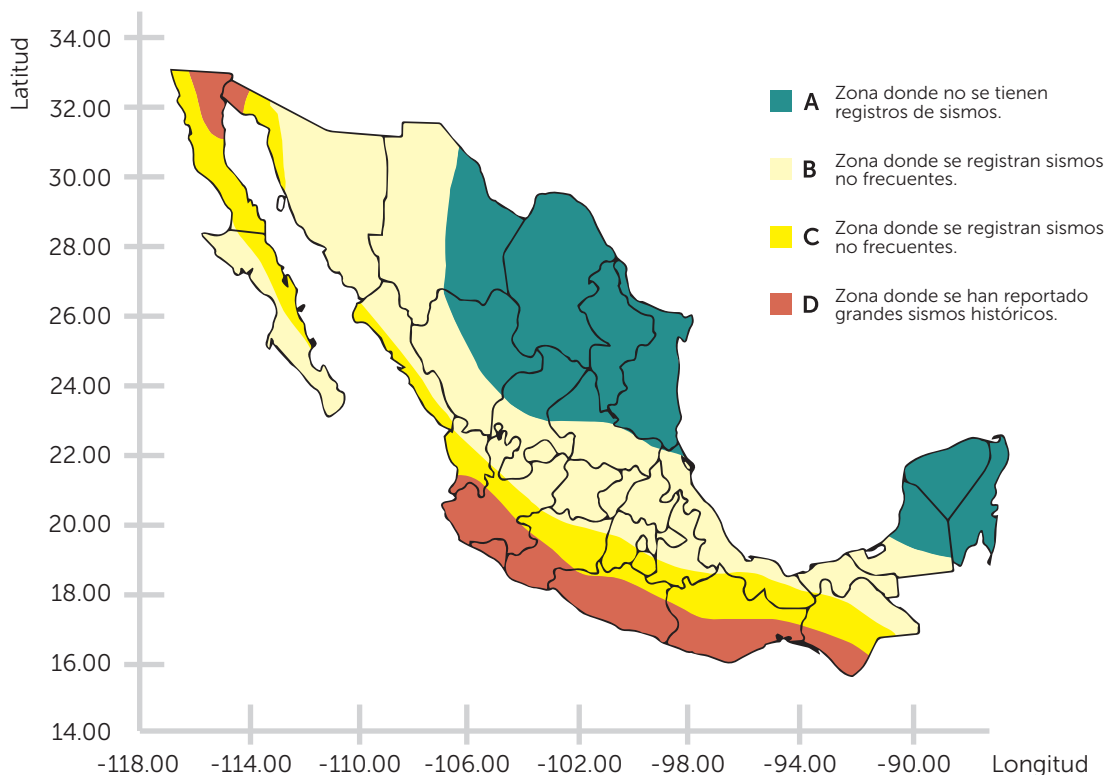 Latitud
34.00
32.00
30.00
28.00
26.00
24.00
22.00
20.00
18.00
16.00
14.00
-118.00 -114.00 -110.00 -106.00 -102.00 -98.00 -94.00 -90.00 Longitud
A Zona donde no se tienen
registros de sismos.
B Zona donde se registran sismos
no frecuentes.
C Zona donde se registran sismos
no frecuentes.
D Zona donde se han reportado
grandes sismos históricos.